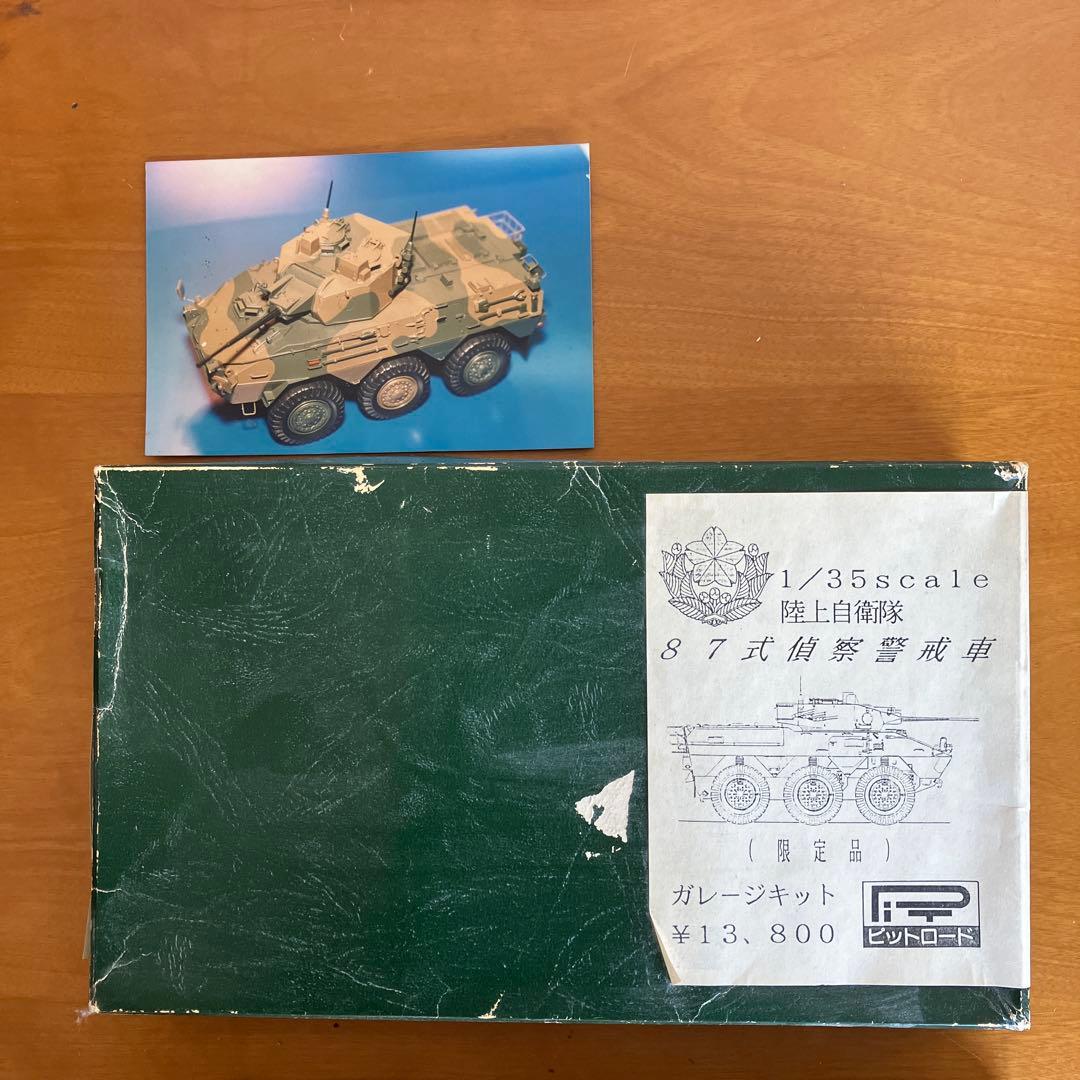 1/35scale
陸上自衛隊
87式偵察警戒車
(限定品)
ガレージキット
¥13、800
PiT
ピットロード